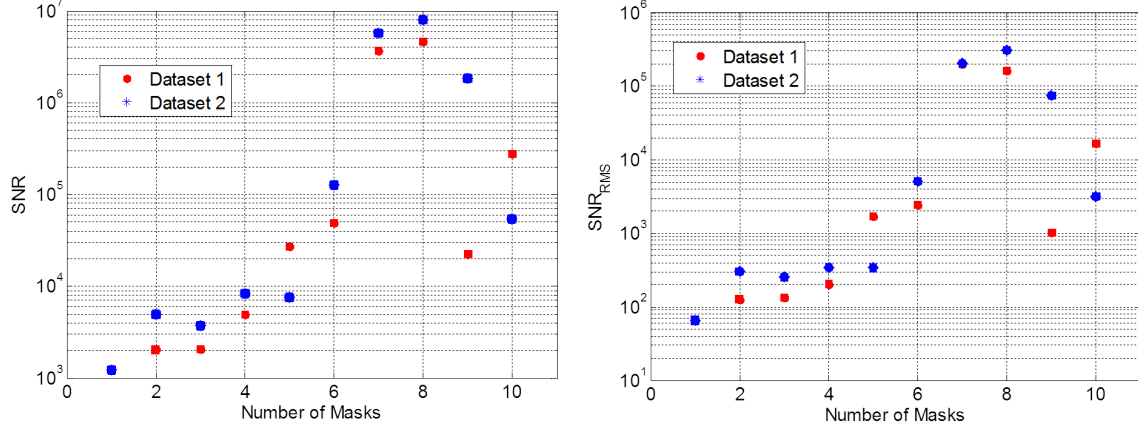 10^7
10^6
10^5
10^4
10^3
SNR
Dataset 1
Dataset 2
0 2 4 6 8 10
Number of Masks
10^6
10^5
10^4
10^3
10^2
10^1
SNR_RMS
Dataset 1
Dataset 2
0 2 4 6 8 10
Number of Masks